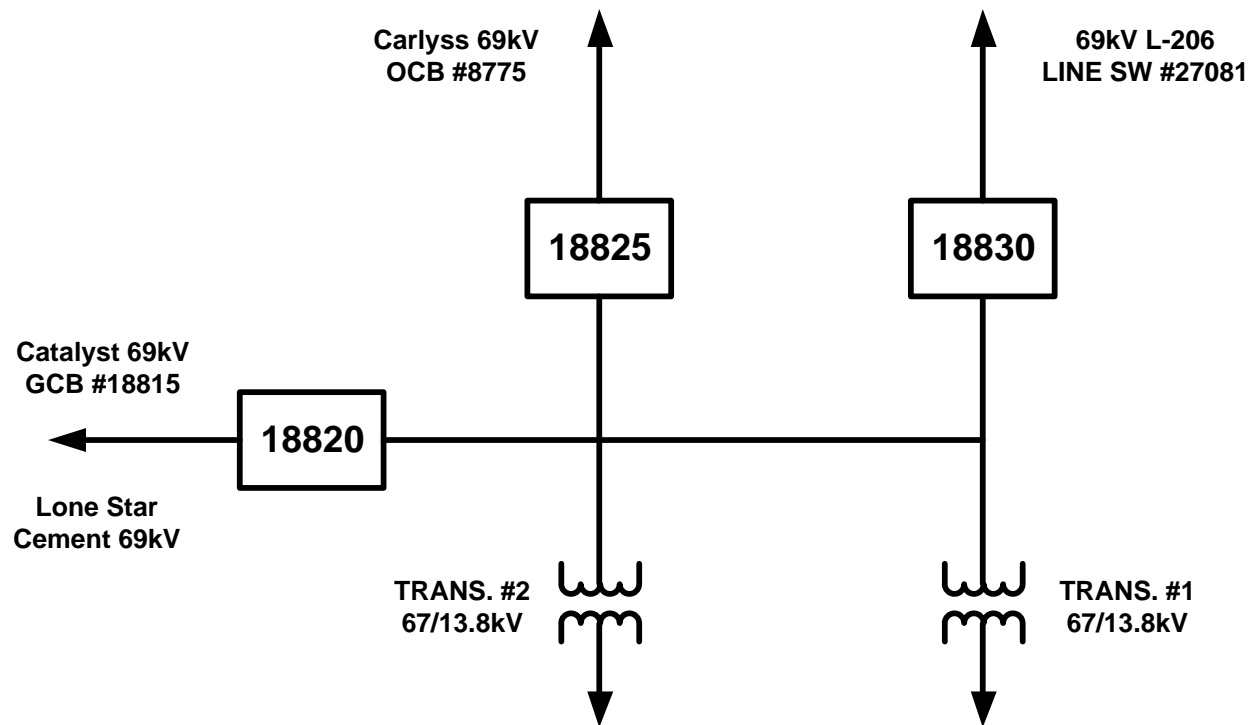 Carlyss 69kV
OCB #8775
69kV L-206
LINE SW #27081
18825
18830
Catalyst 69kV
GCB #18815
18820
Lone Star
Cement 69kV
TRANS. #2
67/13.8kV
TRANS. #1
67/13.8kV